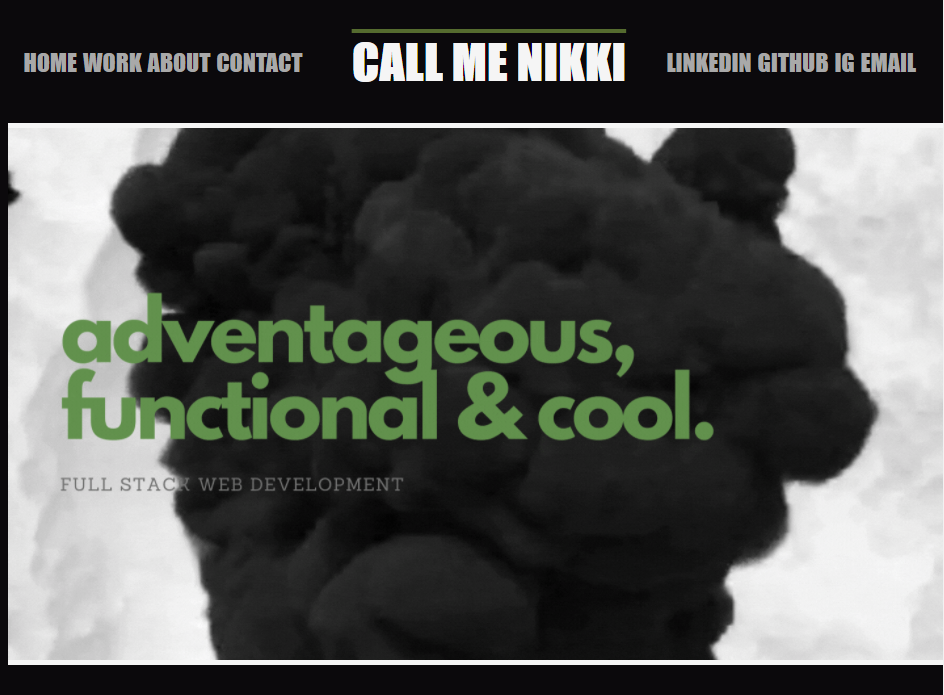 HOME WORK ABOUT CONTACT
CALL ME NIKKI
LINKEDIN GITHUB IG EMAIL
adventageous,
functional & cool.
FULL STACK WEB DEVELOPMENT